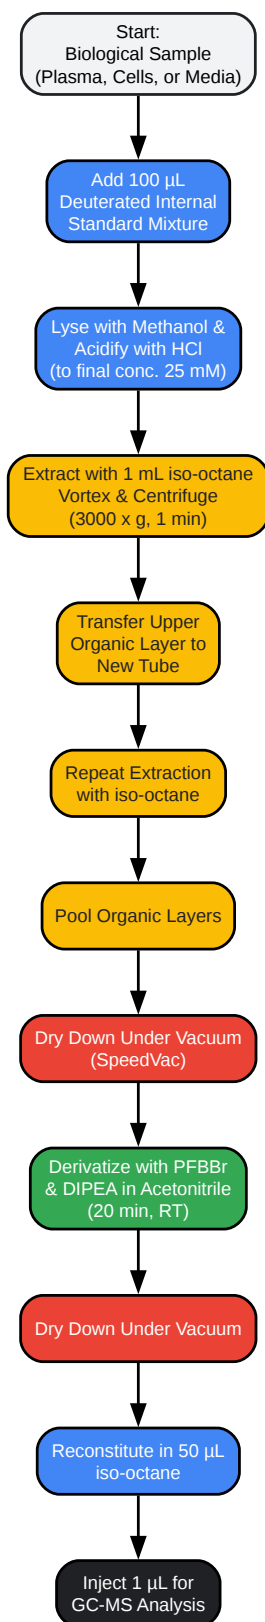 Start:
Biological Sample
(Plasma, Cells, or Media)
Add 100 µL
Deuterated Internal
Standard Mixture
Lyse with Methanol &
Acidify with HCl
(to final conc. 25 mM)
Extract with 1 mL iso-octane
Vortex & Centrifuge
(3000 x g, 1 min)
Transfer Upper
Organic Layer to
New Tube
Repeat Extraction
with iso-octane
Pool Organic Layers
Dry Down Under Vacuum
(SpeedVac)
Derivatize with PFBBr
& DIPEA in Acetonitrile
(20 min, RT)
Dry Down Under Vacuum
Reconstitute in 50 µL
iso-octane
Inject 1 µL for
GC-MS Analysis